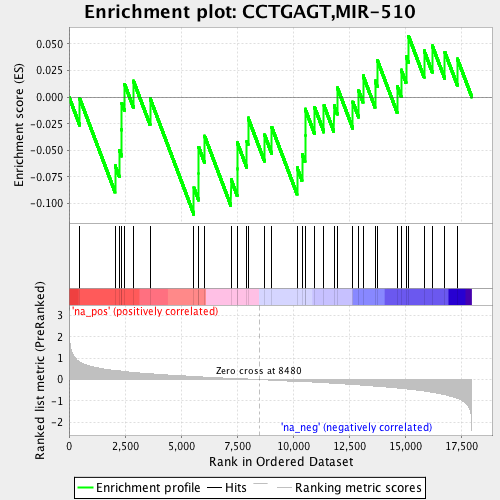 Enrichment plot: CCTGAGT,MIR-510
Enrichment score (ES)
0.050
0.025
0.000
-0.025
-0.050
-0.075
-0.100
'na_pos' (positively correlated)
Ranked list metric (PreRanked)
3
2
1
0
-1
-2
Zero cross at 8480
'na_neg' (negatively correlated)
0
2,500
5,000
7,500
10,000
12,500
15,000
17,500
Rank in Ordered Dataset
Enrichment profile
Hits
Ranking metric scores